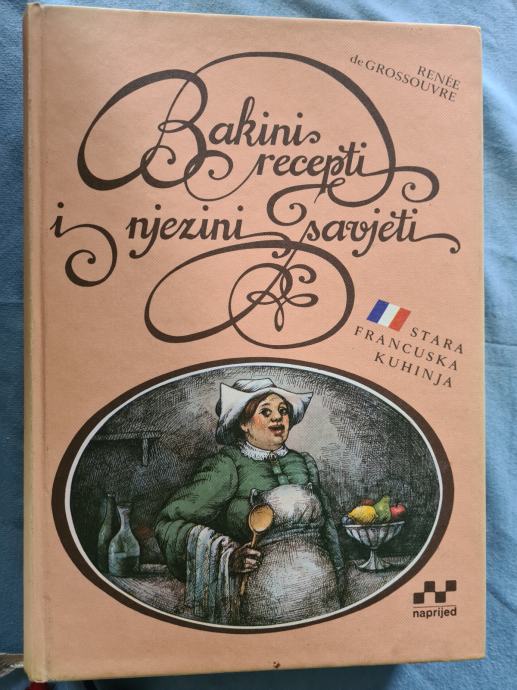 RENÉE
de GROSSOUVRE
Bakini
recepti
i njezini savjeti
STARA
FRANCUSKA
KUHINJA
naprijed